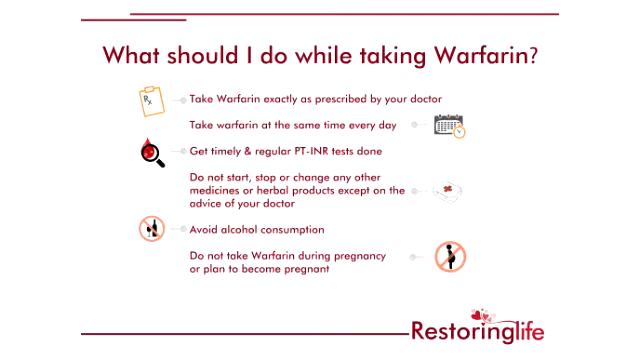 What should I do while taking Warfarin?
Rx
Take Warfarin exactly as prescribed by your doctor
Take warfarin at the same time every day
Get timely & regular PT-INR tests done
Do not start, stop or change any other
medicines or herbal products except on the
advice of your doctor
Avoid alcohol consumption
Do not take Warfarin during pregnancy
or plan to become pregnant
Restoringlife